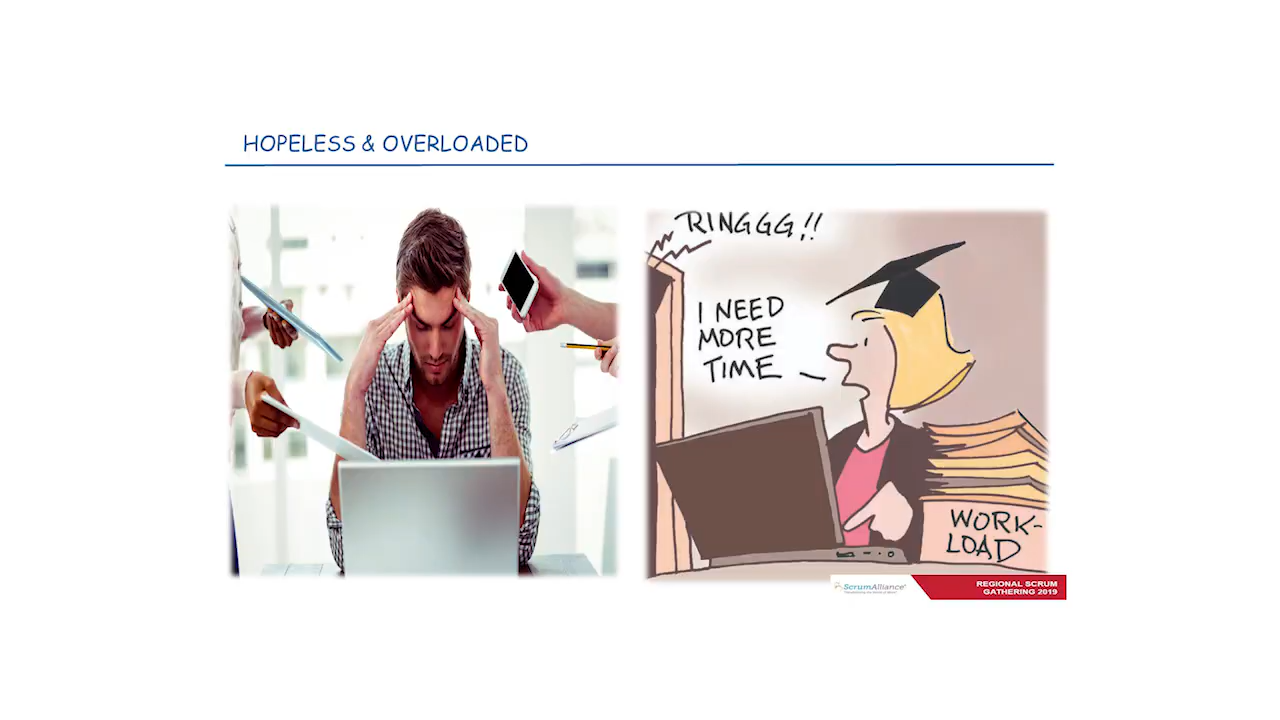 HOPELESS & OVERLOADED
RINGGG!!
I NEED
MORE
TIME
WORK-
LOAD
ScrumAlliance
REGIONAL SCRUM
GATHERING 2019